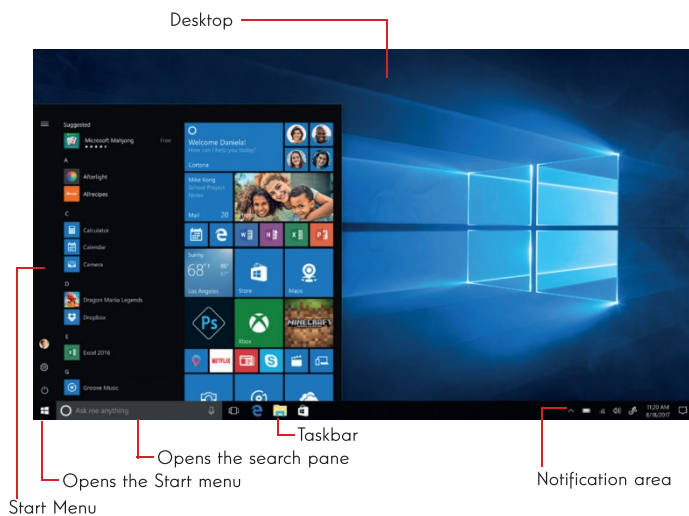 Desktop
Suggested
Microsoft Mahjong
Free
A
Afterlight
Allrecipes
C
Calculator
Calendar
Camera
D
Dragon Mania Legends
Dropbox
E
Excel 2016
G
Groove Music
Welcome Daniela!
How can I help you today?
Cortana
Mike Kong
School Project
Notes
Mail 20
Sunny
68°F
Los Angeles
Store
Maps
Ps
Xbox
MINECRAFT
NETFLIX
Ask me anything
11:20 AM
8/18/2017
Taskbar
Opens the search pane
Opens the Start menu
Start Menu
Notification area